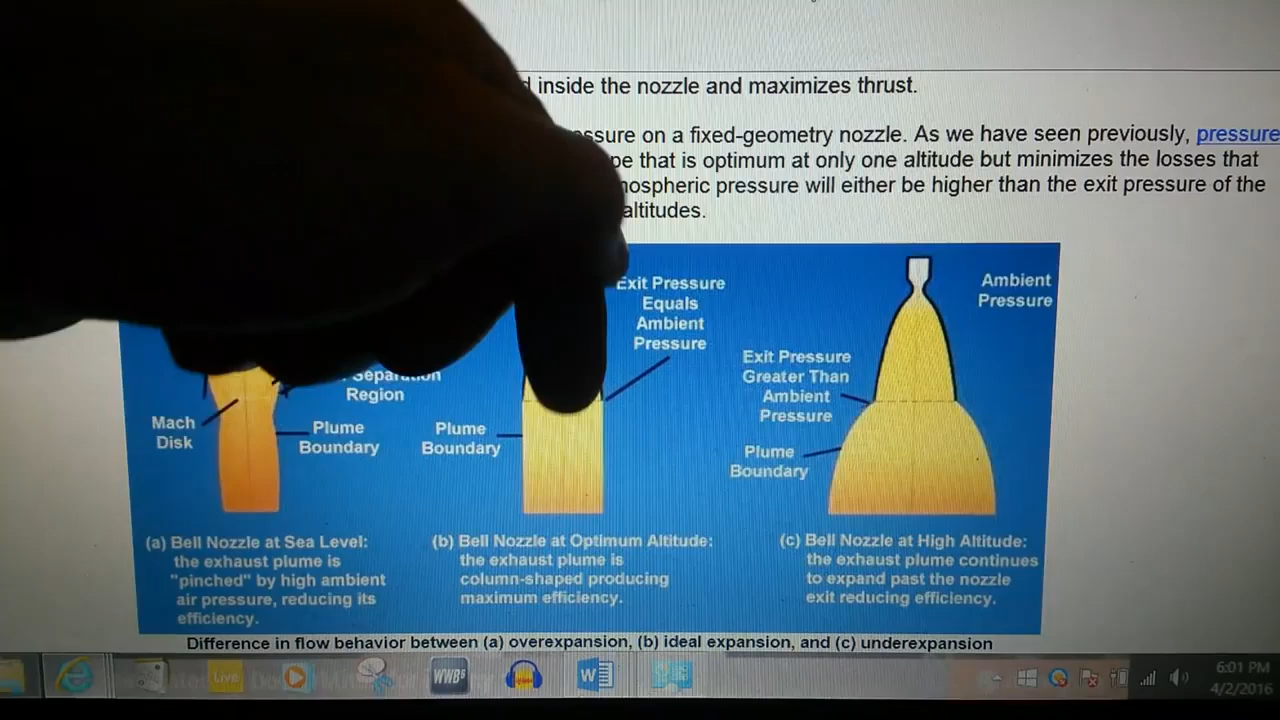 inside the nozzle and maximizes thrust.
on a fixed-geometry nozzle. As we have seen previously, pressure
that is optimum at only one altitude but minimizes the losses that
pressure will either be higher than the exit pressure of the
altitudes.
Exit Pressure
Equals
Ambient
Pressure
Ambient
Pressure
Exit Pressure
Greater Than
Ambient
Pressure
Separation
Region
Mach
Disk
Plume
Boundary
Plume
Boundary
Plume
Boundary
(a) Bell Nozzle at Sea Level:
the exhaust plume is
"pinched" by high ambient
air pressure, reducing its
efficiency.
(b) Bell Nozzle at Optimum Altitude:
the exhaust plume is
column-shaped producing
maximum efficiency.
(c) Bell Nozzle at High Altitude:
the exhaust plume continues
to expand past the nozzle
exit reducing efficiency.
Difference in flow behavior between (a) overexpansion, (b) ideal expansion, and (c) underexpansion
Live
WWB6
W
6:01 PM
4/2/2016